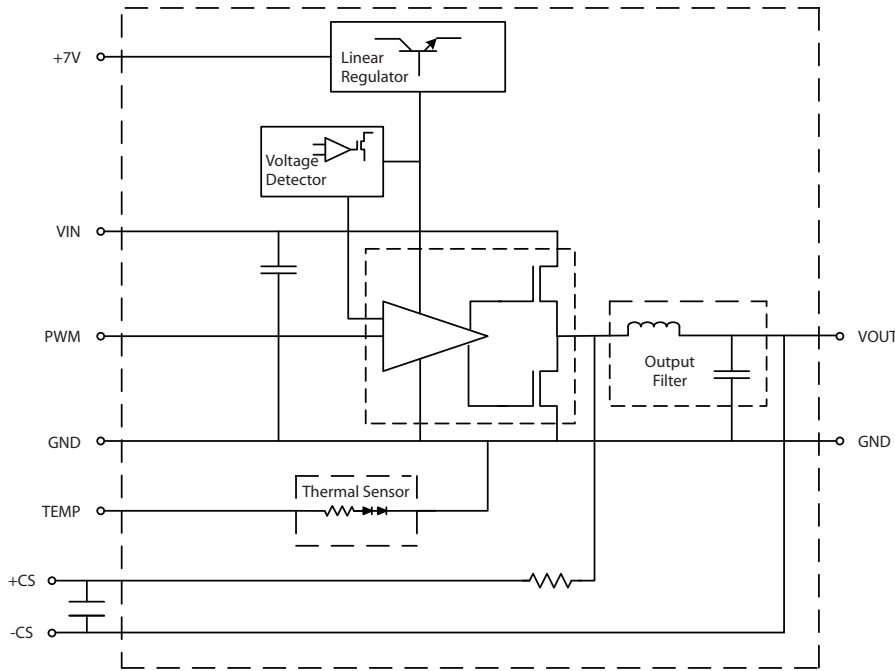 +7V
Linear
Regulator
Voltage
Detector
VIN
PWM
VOUT
Output
Filter
GND
GND
Thermal Sensor
TEMP
+CS
-CS